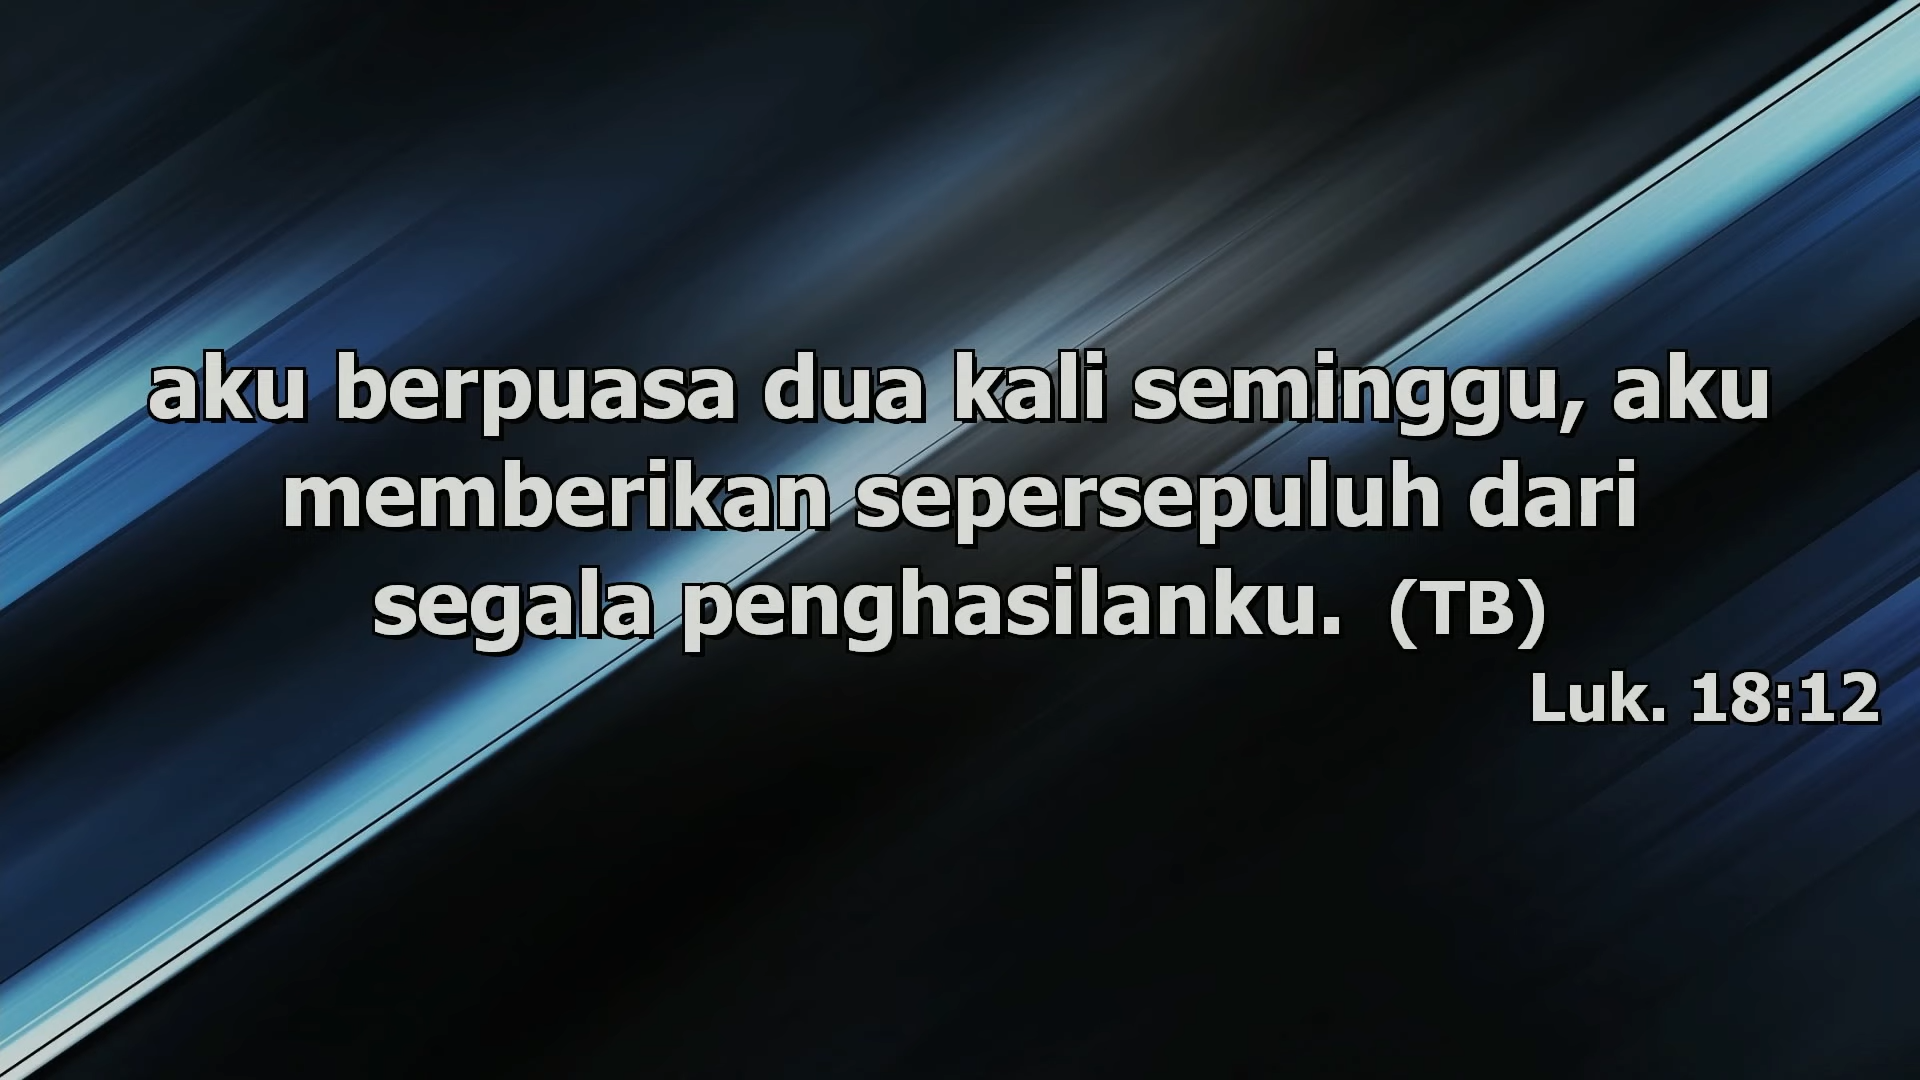 aku berpuasa dua kali seminggu, aku
memberikan sepersepuluh dari
segala penghasilanku. (TB)
Luk. 18:12